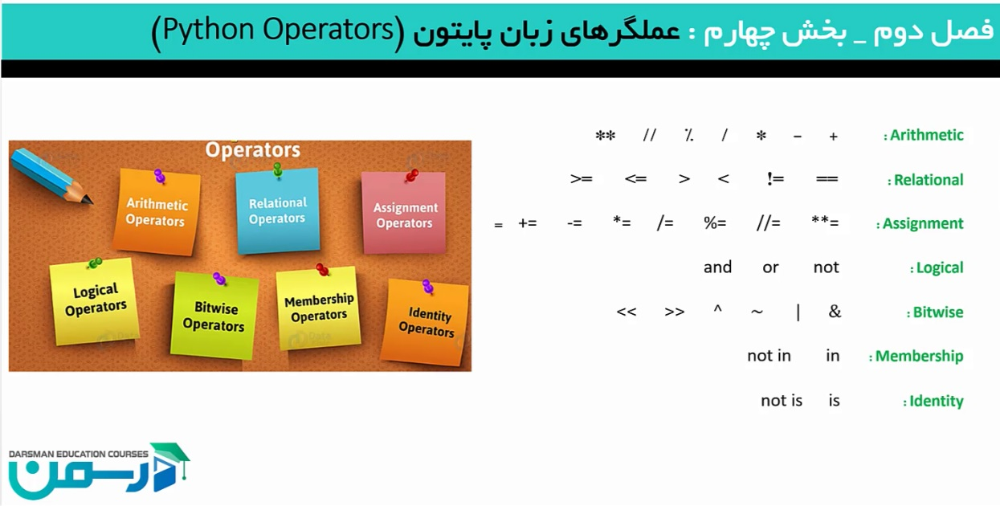 فصل دوم _ بخش چهارم : عملگرهای زبان پایتون (Python Operators)
Arithmetic : + - * / ٪ // **
Relational : == != < > <= >=
Assignment : **= //= %= /= *= -= += =
Logical : not or and
Bitwise : & | ~ ^ >> <<
Membership : in not in
Identity : is not is
Operators
Arithmetic
Operators
Relational
Operators
Assignment
Operators
Logical
Operators
Bitwise
Operators
Membership
Operators
Identity
Operators
DARSMAN EDUCATION COURSES
درسمن